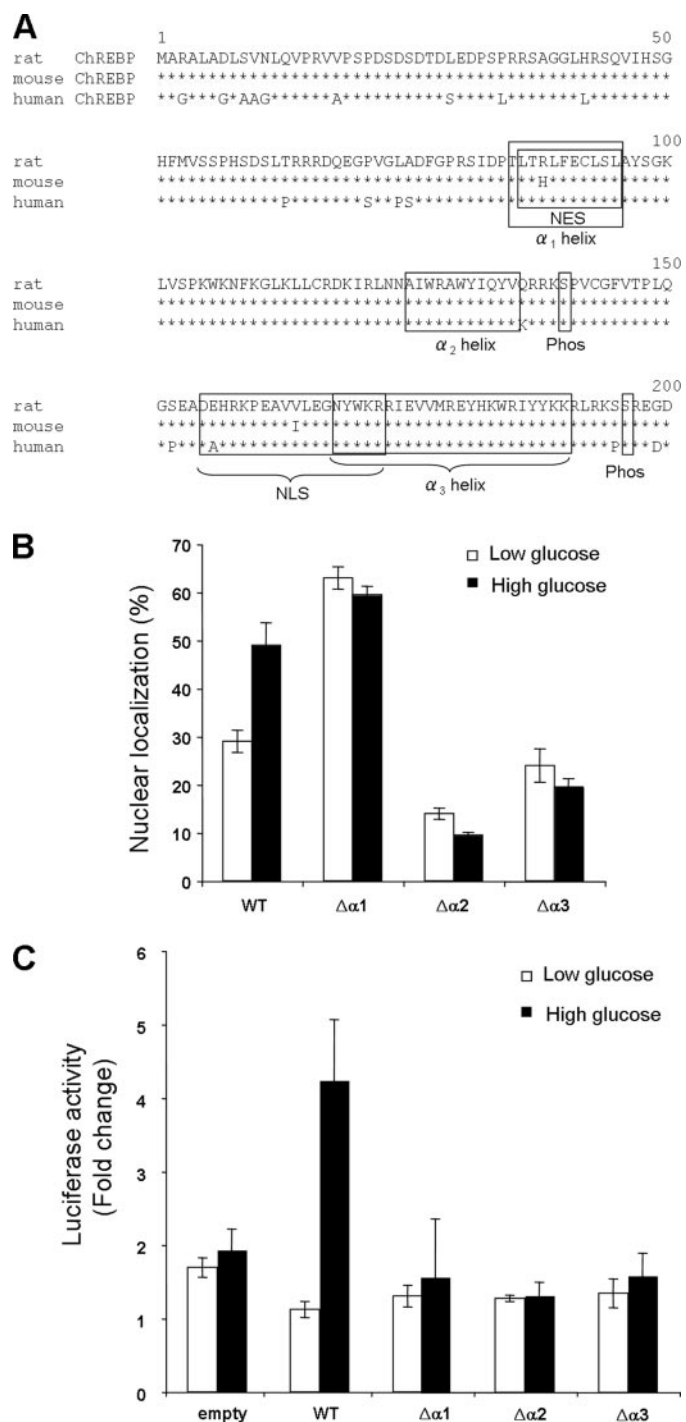 A
1 50
rat ChREBP MARALADLSVNLQVPRVVPSPDSDSDTDLEDPSPRRSAGGLHRSQVIHSG
mouse ChREBP **************************************************
human ChREBP **G***G*AAG******A**********S****L*******L********
100
rat HFMVSSPHSDSLTRRRDQEGPVGLADFGPRSIDPTLTRLFECLSLAYSGK
mouse *************************************H************
human ************P*******S**PS*************************
NES
α1 helix
150
rat LVSPKWKNFKGLKLLCRDKIRLNNAIWRAWYIQYVQRRKSPVCGFVTPLQ
mouse **************************************************
human ***********************************K**************
α2 helix Phos
200
rat GSEADEHRKPEAVVLEGNYWKRRIEVVMREYHKWRIYYKKRLRKSSREGD
mouse *************I************************************
human *P***A**************************************P***D*
NLS α3 helix Phos
B
Nuclear localization (%)
70
60
50
40
30
20
10
0
Low glucose
High glucose
WT Δα1 Δα2 Δα3
C
Luciferase activity
(Fold change)
6
5
4
3
2
1
0
Low glucose
High glucose
empty WT Δα1 Δα2 Δα3